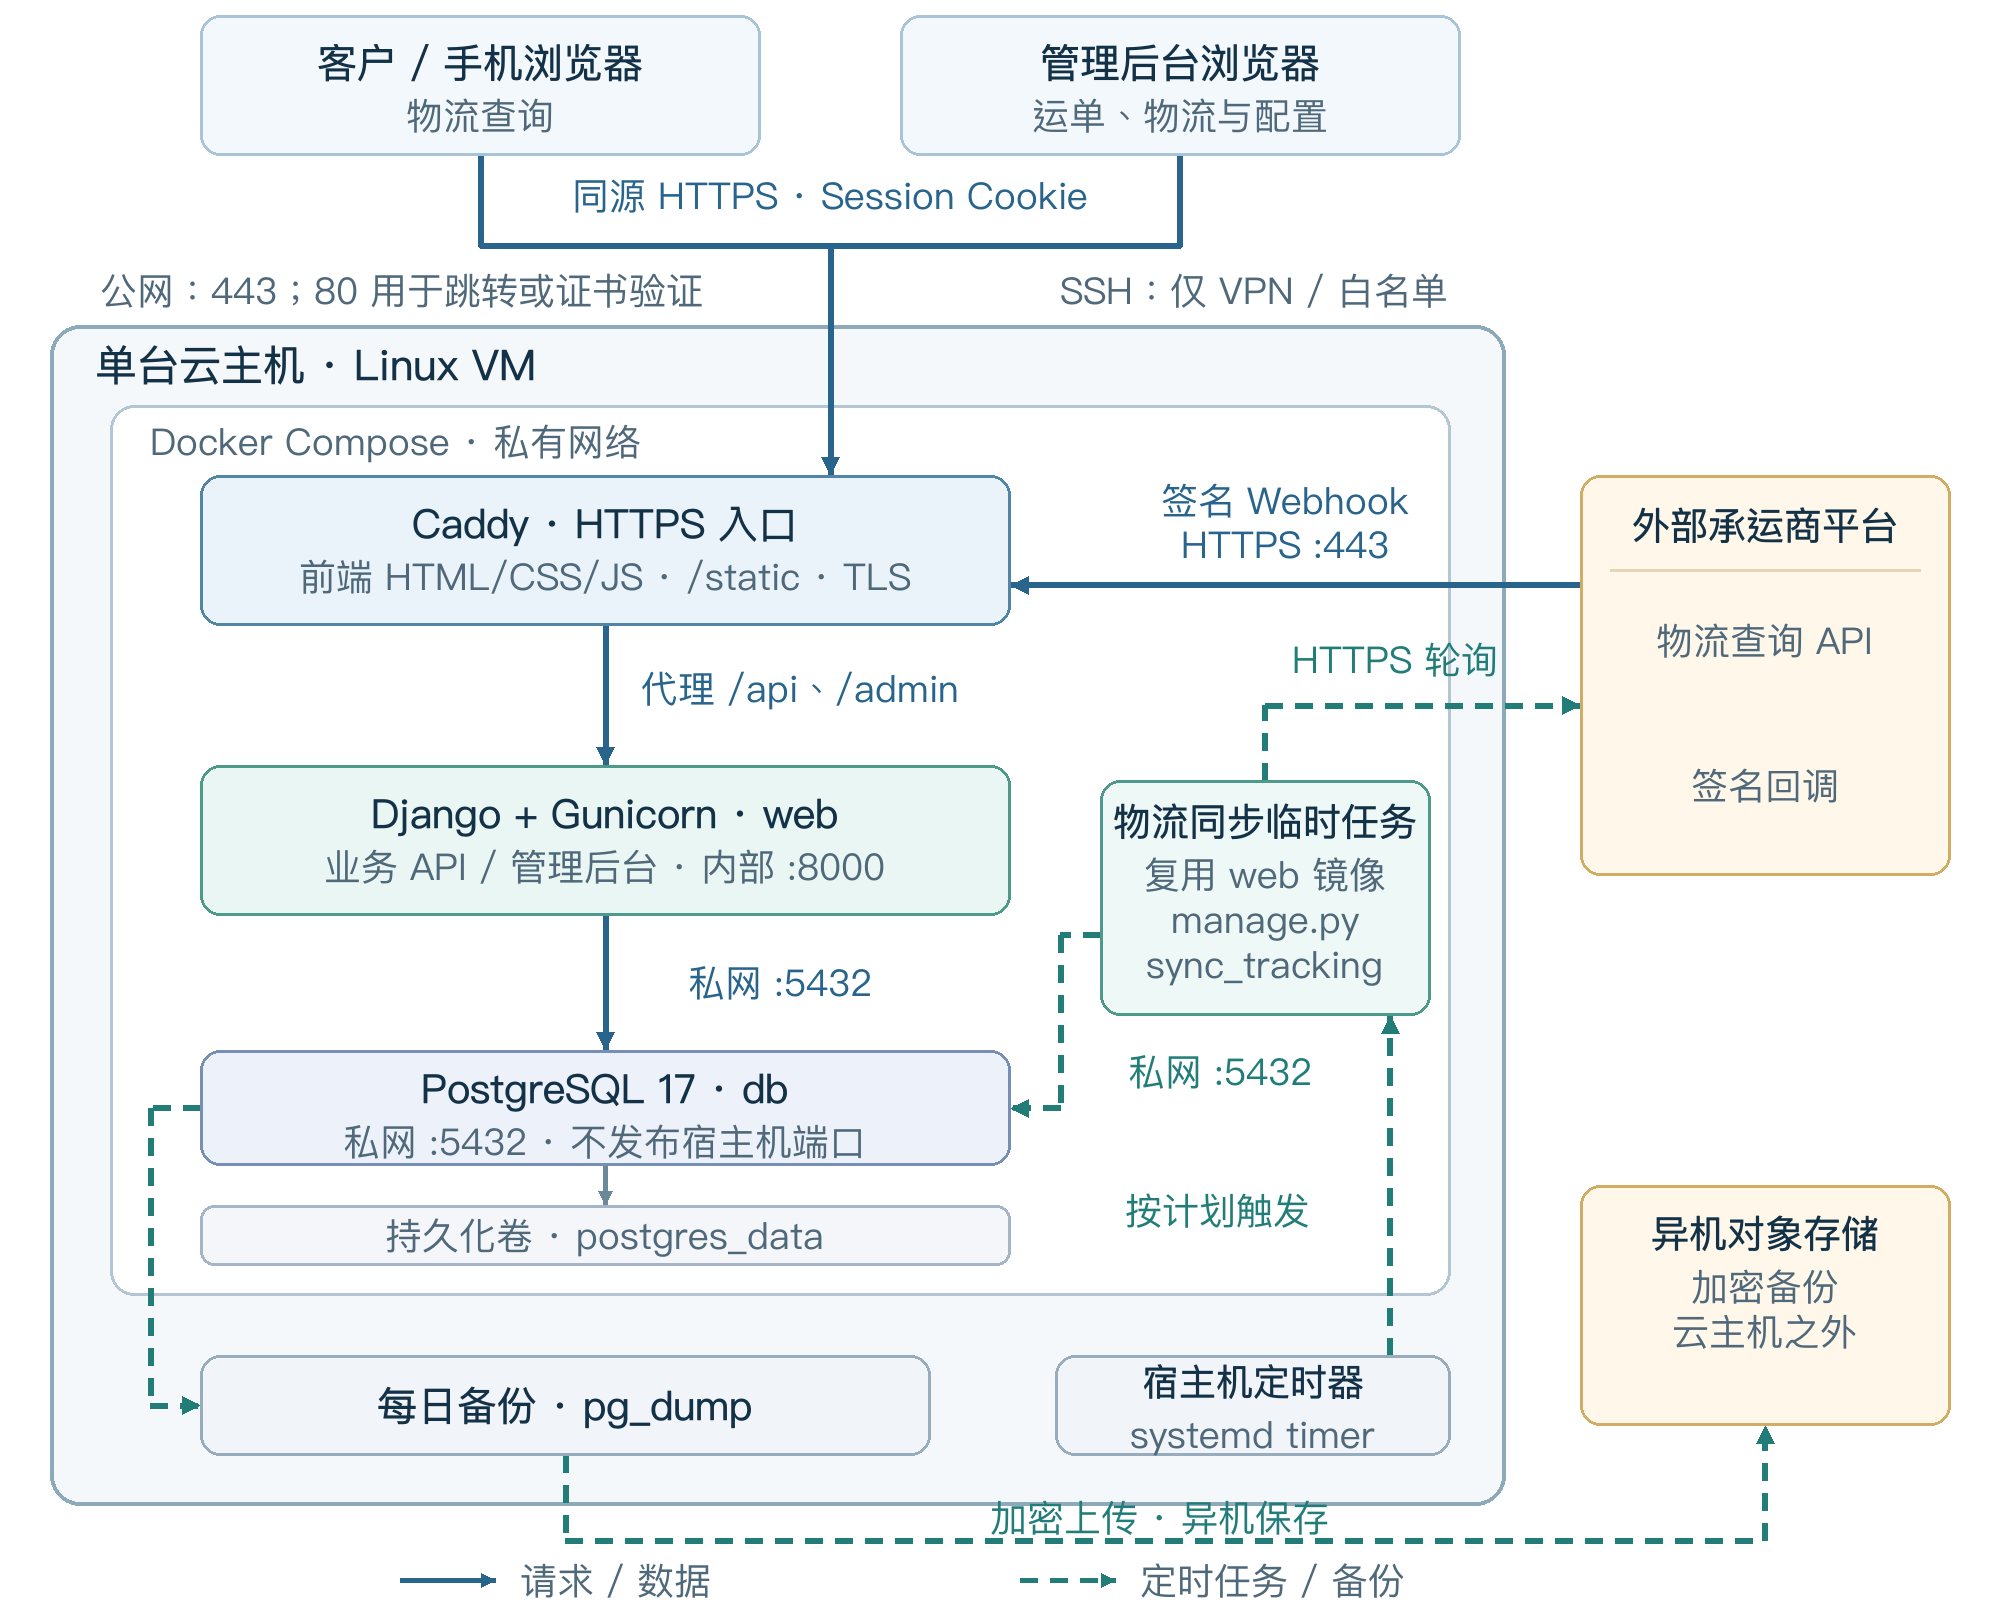 客户 / 手机浏览器
物流查询
管理后台浏览器
运单、物流与配置
同源 HTTPS · Session Cookie
公网：443；80 用于跳转或证书验证
SSH：仅 VPN / 白名单
单台云主机 · Linux VM
Docker Compose · 私有网络
Caddy · HTTPS 入口
前端 HTML/CSS/JS · /static · TLS
签名 Webhook
HTTPS :443
外部承运商平台
物流查询 API
签名回调
HTTPS 轮询
代理 /api、/admin
Django + Gunicorn · web
业务 API / 管理后台 · 内部 :8000
物流同步临时任务
复用 web 镜像
manage.py
sync_tracking
私网 :5432
PostgreSQL 17 · db
私网 :5432 · 不发布宿主机端口
私网 :5432
持久化卷 · postgres_data
按计划触发
异机对象存储
加密备份
云主机之外
每日备份 · pg_dump
宿主机定时器
systemd timer
加密上传 · 异机保存
请求 / 数据
定时任务 / 备份